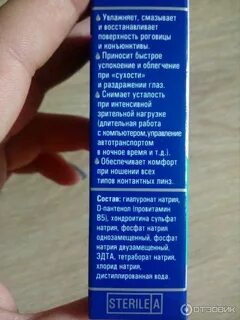 Увлажняет, смазывает
и восстанавливает
поверхность роговицы
и конъюнктивы.
Приносит быстрое
успокоение и облегчение
при «сухости»
и раздражении глаз.
Снимает усталость
при интенсивной
зрительной нагрузке
(длительная работа
с компьютером, управление
автотранспортом
в ночное время и т.д.).
Обеспечивает комфорт
при ношении всех
типов контактных линз.
Состав: гиалуронат натрия,
D-пантенол (провитамин
B5), хондроитина сульфат
натрия, фосфат натрия
однозамещенный, фосфат
натрия двузамещенный,
ЭДТА, тетраборат натрия,
хлорид натрия,
дистиллированная вода.
STERILE A
ОТЗОВИК